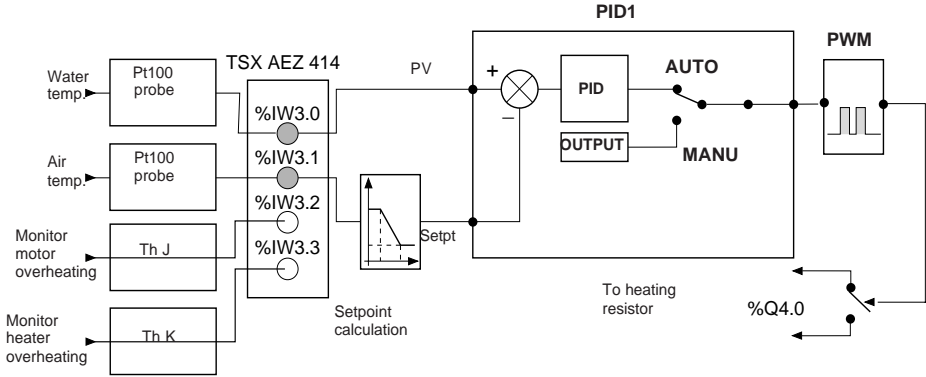 PID1
PWM
TSX AEZ 414
PV
AUTO
Water
temp.
Pt100
probe
%IW3.0
+
–
PID
OUTPUT
MANU
Air
temp.
Pt100
probe
%IW3.1
%IW3.2
Setpt
Monitor
motor
overheating
Th J
%IW3.3
Setpoint
calculation
To heating
resistor
%Q4.0
Monitor
heater
overheating
Th K